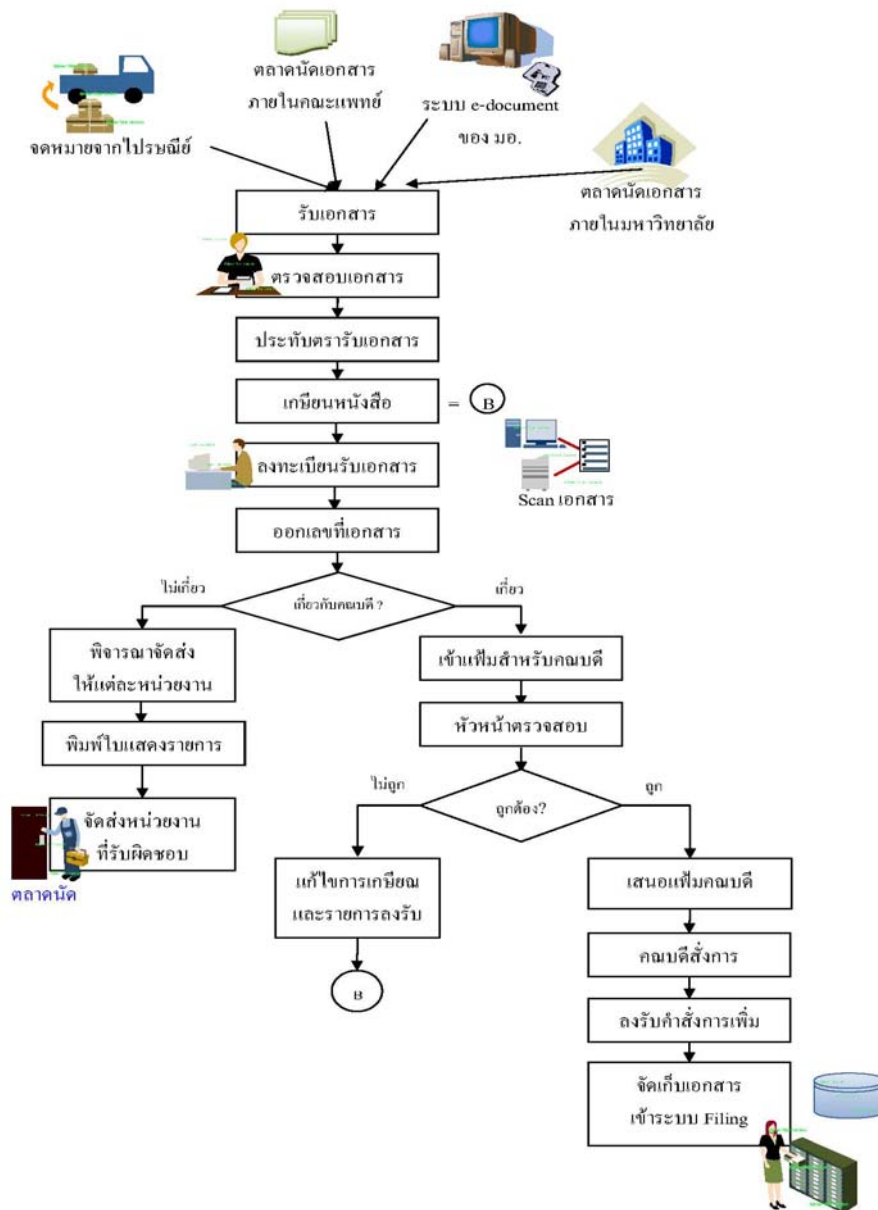 ตลาดนัดเอกสาร
ภายในคณะแพทย์
ระบบ e-document
ของ มอ.
จดหมายจากไปรษณีย์
ตลาดนัดเอกสาร
ภายในมหาวิทยาลัย
รับเอกสาร
ตรวจสอบเอกสาร
ประทับตรารับเอกสาร
เกษียนหนังสือ
= B
ลงทะเบียนรับเอกสาร
Scan เอกสาร
ออกเลขที่เอกสาร
ไม่เกี่ยว
เกี่ยวกับคณบดี ?
เกี่ยว
พิจารณาจัดส่ง
ให้แต่ละหน่วยงาน
เข้าแฟ้มสำหรับคณบดี
พิมพ์ใบแสดงรายการ
หัวหน้าตรวจสอบ
จัดส่งหน่วยงาน
ที่รับผิดชอบ
ตลาดนัด
ไม่ถูก
ถูกต้อง?
ถูก
แก้ไขการเกษียณ
และรายการลงรับ
B
เสนอแฟ้มคณบดี
คณบดีสั่งการ
ลงรับคำสั่งการเพิ่ม
จัดเก็บเอกสาร
เข้าระบบ Filing